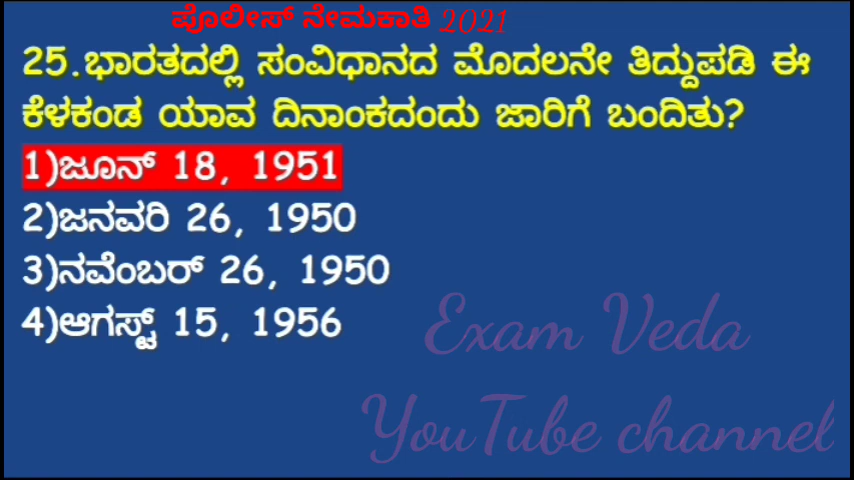 ಪೊಲೀಸ್ ನೇಮಕಾತಿ 2021
25.ಭಾರತದಲ್ಲಿ ಸಂವಿಧಾನದ ಮೊದಲನೇ ತಿದ್ದುಪಡಿ ಈ
ಕೆಳಕಂಡ ಯಾವ ದಿನಾಂಕದಂದು ಜಾರಿಗೆ ಬಂದಿತು?
1)ಜೂನ್ 18, 1951
2)ಜನವರಿ 26, 1950
3)ನವೆಂಬರ್ 26, 1950
4)ಆಗಸ್ಟ್ 15, 1956
Exam Veda
YouTube channel